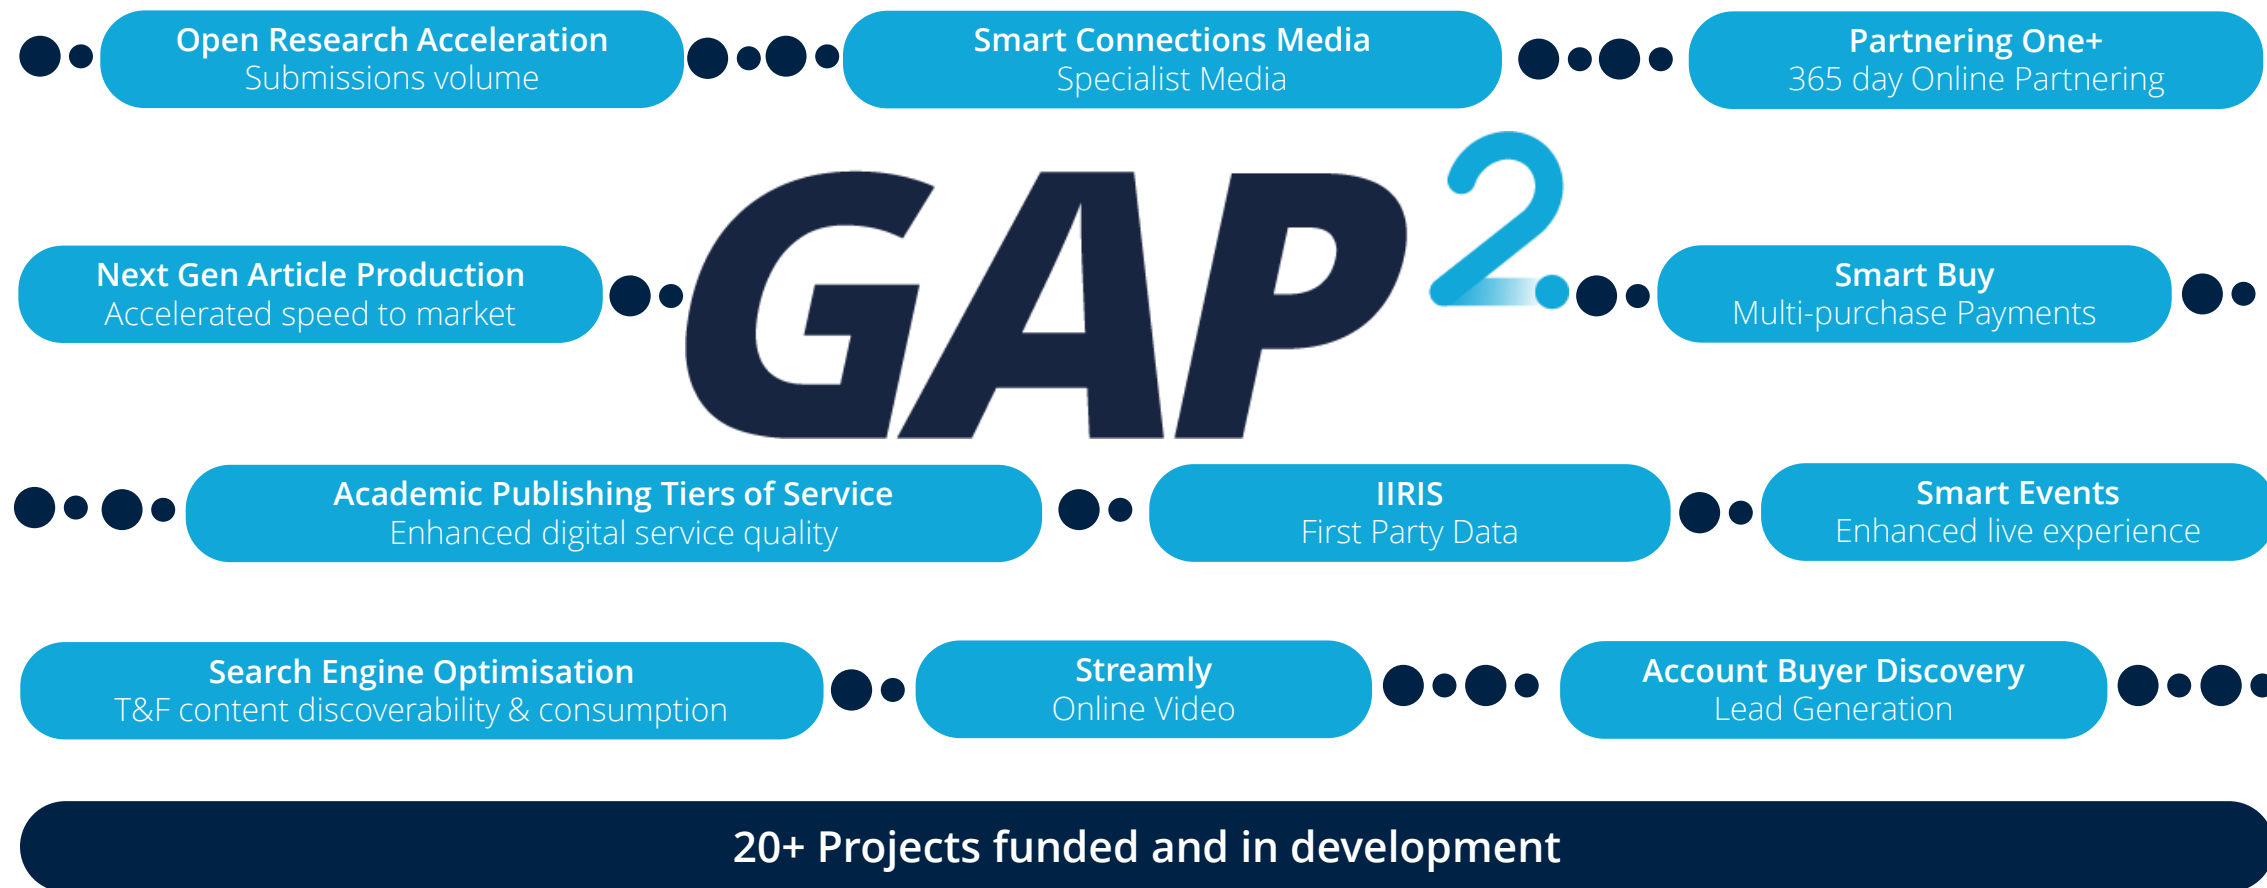 Open Research Acceleration
Submissions volume
Smart Connections Media
Specialist Media
Partnering One+
365 day Online Partnering
GAP2
Next Gen Article Production
Accelerated speed to market
Smart Buy
Multi-purchase Payments
Academic Publishing Tiers of Service
Enhanced digital service quality
IIRIS
First Party Data
Smart Events
Enhanced live experience
Search Engine Optimisation
T&F content discoverability & consumption
Streamly
Online Video
Account Buyer Discovery
Lead Generation
20+ Projects funded and in development